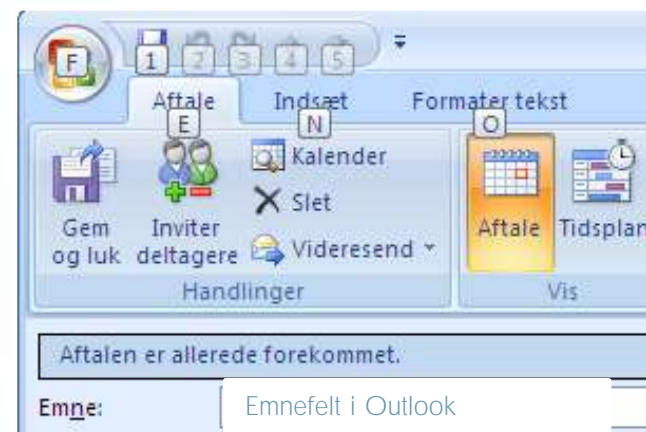 F 1 2 3 4 5
Aftale Indsæt Formater tekst
E N O
Gem og luk
Inviter deltagere
Kalender
Slet
Videresend
Handlinger
Aftale
Tidsplan
Vis
Aftalen er allerede forekommet.
Emne: Emnefelt i Outlook